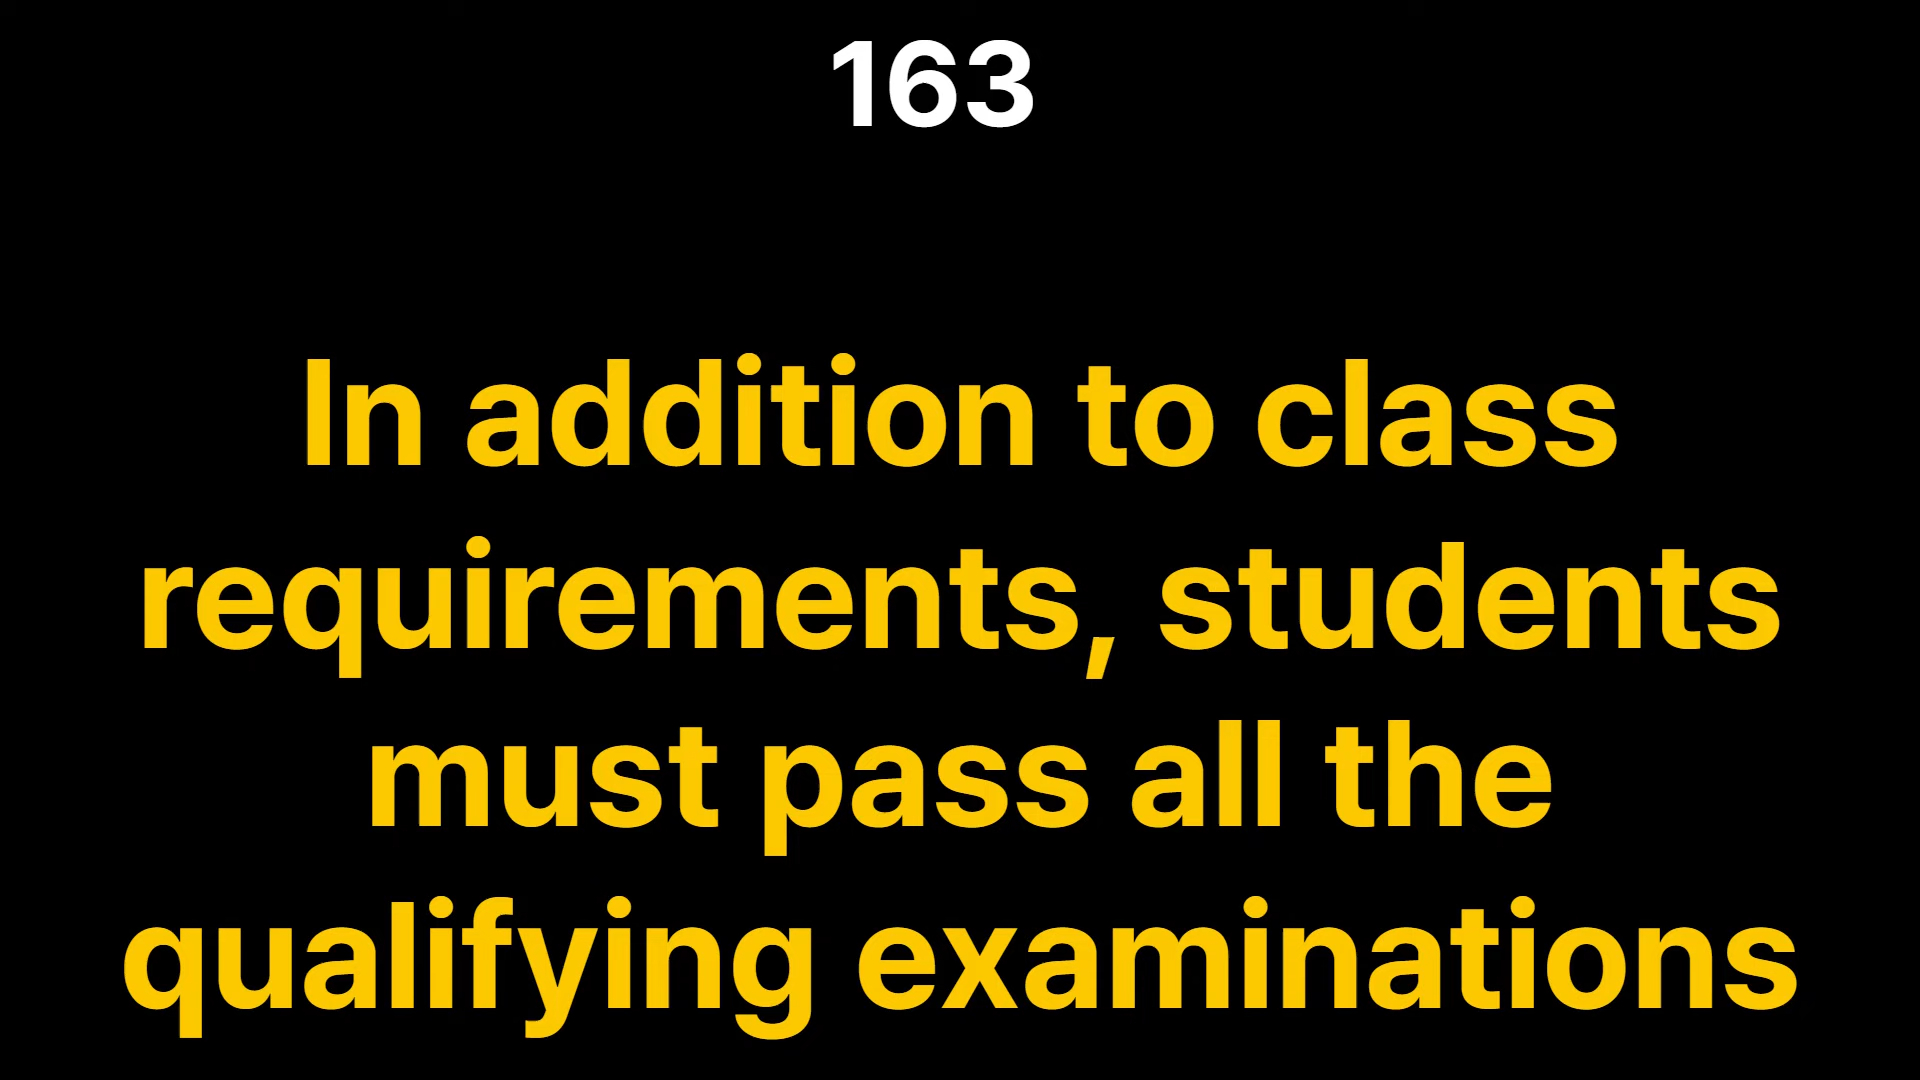 163
In addition to class
requirements, students
must pass all the
qualifying examinations